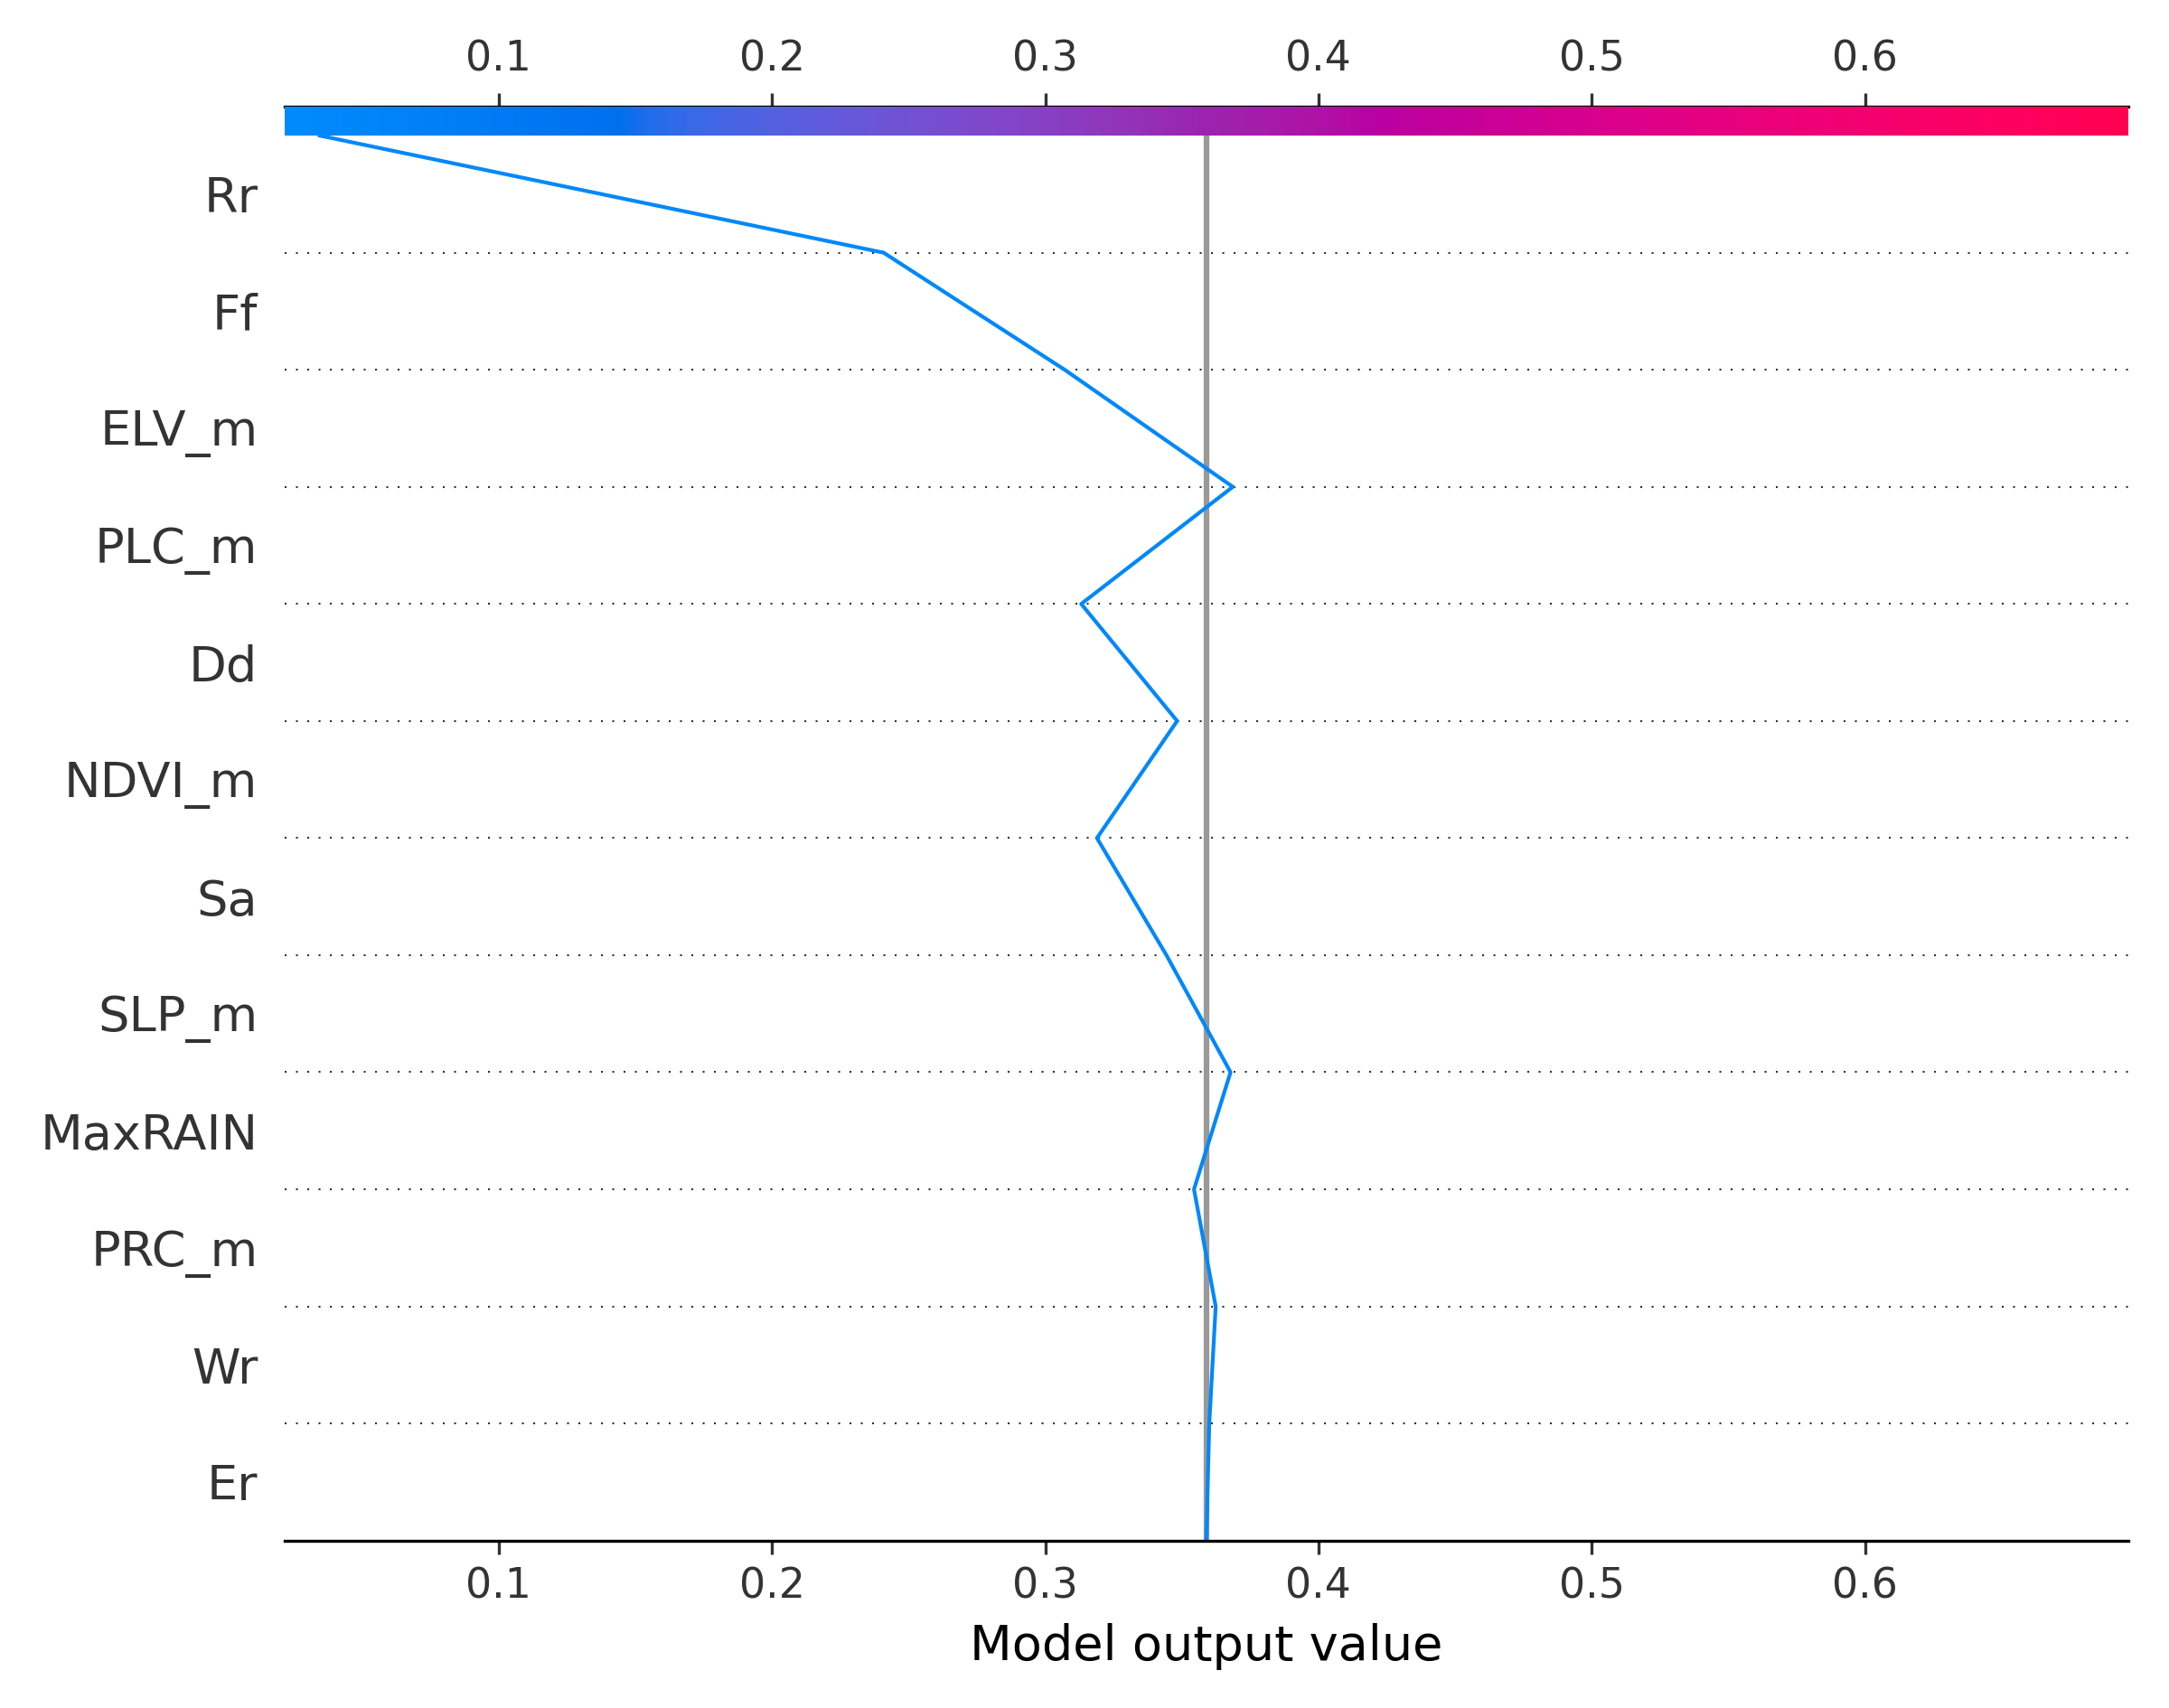 0.1 0.2 0.3 0.4 0.5 0.6
Rr
Ff
ELV_m
PLC_m
Dd
NDVI_m
Sa
SLP_m
MaxRAIN
PRC_m
Wr
Er
0.1 0.2 0.3 0.4 0.5 0.6
Model output value